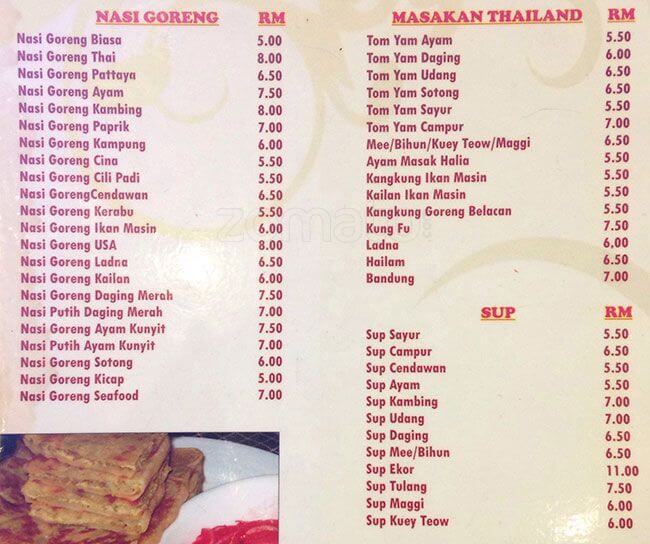 NASI GORENG RM
Nasi Goreng Biasa 5.00
Nasi Goreng Thai 8.00
Nasi Goreng Pattaya 6.50
Nasi Goreng Ayam 7.50
Nasi Goreng Kambing 8.00
Nasi Goreng Paprik 7.00
Nasi Goreng Kampung 6.00
Nasi Goreng Cina 5.50
Nasi Goreng Cili Padi 5.50
Nasi GorengCendawan 6.50
Nasi Goreng Kerabu 5.50
Nasi Goreng Ikan Masin 6.00
Nasi Goreng USA 8.00
Nasi Goreng Ladna 6.50
Nasi Goreng Kailan 6.00
Nasi Goreng Daging Merah 7.50
Nasi Putih Daging Merah 7.00
Nasi Goreng Ayam Kunyit 7.50
Nasi Putih Ayam Kunyit 7.00
Nasi Goreng Sotong 6.00
Nasi Goreng Kicap 5.00
Nasi Goreng Seafood 7.00
MASAKAN THAILAND RM
Tom Yam Ayam 5.50
Tom Yam Daging 6.00
Tom Yam Udang 6.50
Tom Yam Sotong 6.50
Tom Yam Sayur 5.50
Tom Yam Campur 7.00
Mee/Bihun/Kuey Teow/Maggi 6.50
Ayam Masak Halia 5.50
Kangkung Ikan Masin 5.50
Kailan Ikan Masin 5.50
Kangkung Goreng Belacan 5.50
Kung Fu 7.50
Ladna 6.00
Hailam 6.50
Bandung 7.00
SUP RM
Sup Sayur 5.50
Sup Campur 6.50
Sup Cendawan 5.50
Sup Ayam 5.50
Sup Kambing 7.00
Sup Udang 7.00
Sup Daging 6.50
Sup Mee/Bihun 6.50
Sup Ekor 11.00
Sup Tulang 7.50
Sup Maggi 6.00
Sup Kuey Teow 6.00
zomato